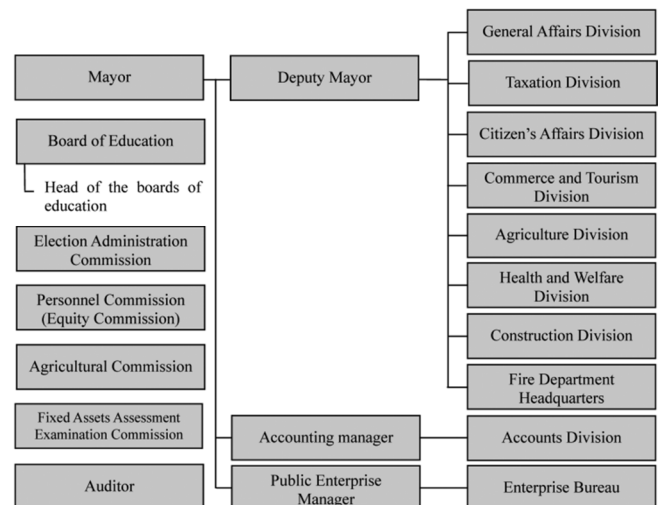 Mayor
Board of Education
Head of the boards of
education
Election Administration
Commission
Personnel Commission
(Equity Commission)
Agricultural Commission
Fixed Assets Assessment
Examination Commission
Auditor
Deputy Mayor
Accounting manager
Public Enterprise
Manager
General Affairs Division
Taxation Division
Citizen’s Affairs Division
Commerce and Tourism
Division
Agriculture Division
Health and Welfare
Division
Construction Division
Fire Department
Headquarters
Accounts Division
Enterprise Bureau